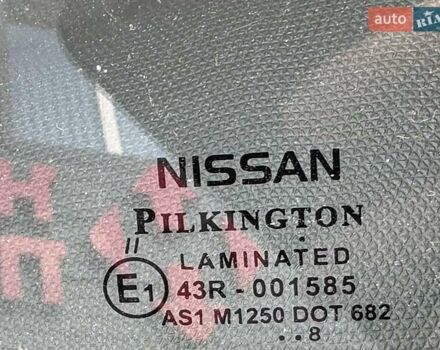 auto RIA
NISSAN
PILKINGTON
LAMINATED
E1 43R - 001585
AS1 M1250 DOT 682
..8